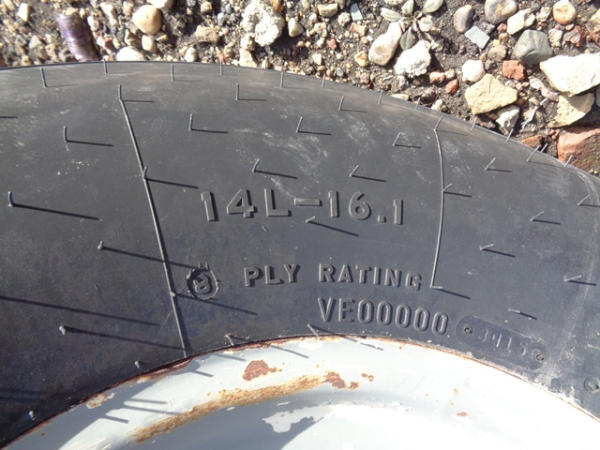 14L-16.1
8 PLY RATING
VE00000